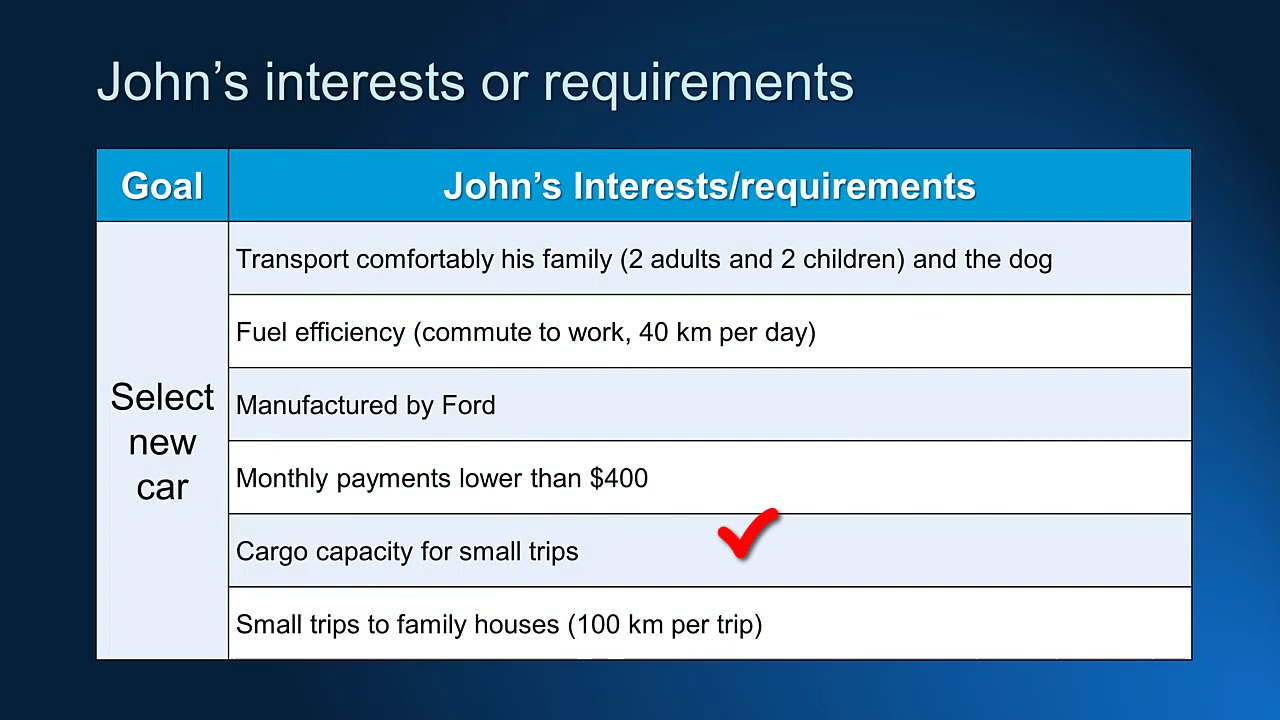 John’s interests or requirements
Goal
John’s Interests/requirements
Select
new
car
Transport comfortably his family (2 adults and 2 children) and the dog
Fuel efficiency (commute to work, 40 km per day)
Manufactured by Ford
Monthly payments lower than $400
Cargo capacity for small trips
Small trips to family houses (100 km per trip)